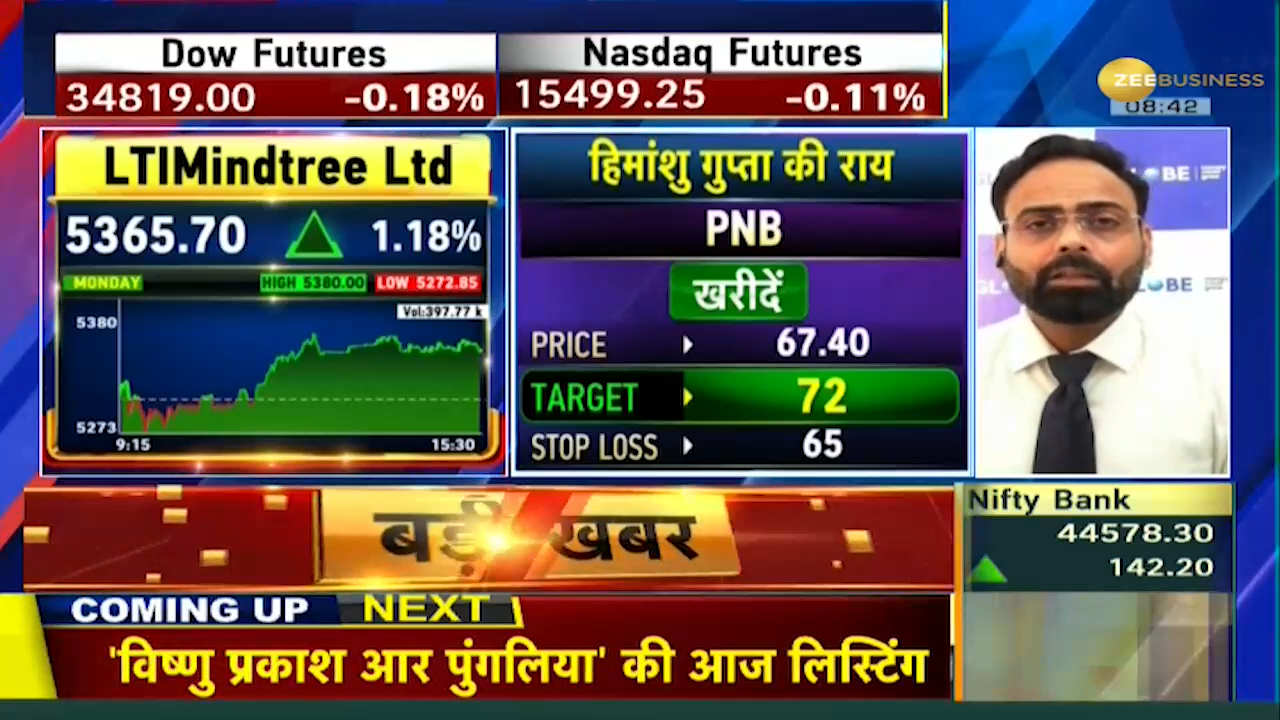 Dow Futures
34819.00 -0.18%
Nasdaq Futures
15499.25 -0.11%
ZEEBUSINESS
08:42
LTIMindtree Ltd
5365.70 1.18%
MONDAY HIGH 5380.00 LOW 5272.85
Vol:397.77 k
5380
5273
9:15 15:30
हिमांशु गुप्ता की राय
PNB
खरीदें
PRICE 67.40
TARGET 72
STOP LOSS 65
बड़ी खबर
Nifty Bank
44578.30
142.20
COMING UP NEXT
'विष्णु प्रकाश आर पुंगलिया' की आज लिस्टिंग